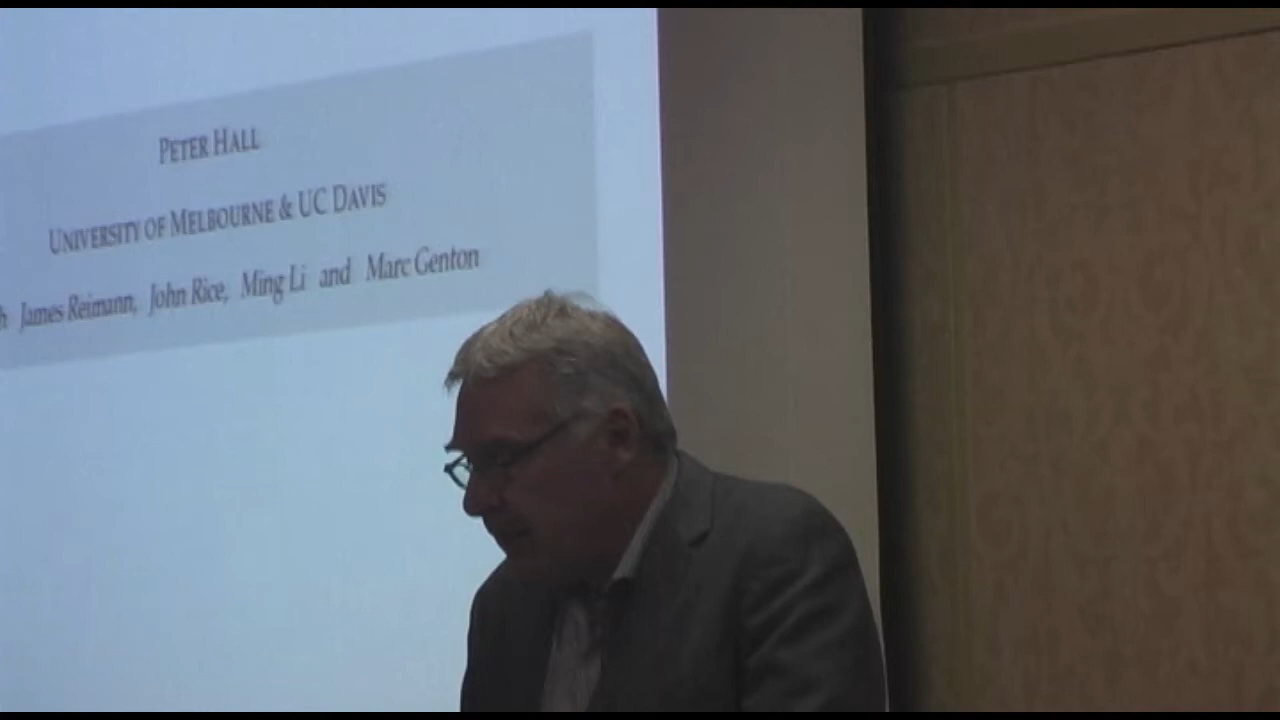 PETER HALL
UNIVERSITY OF MELBOURNE & UC DAVIS
h James Reimann, John Rice, Ming Li and Marc Genton